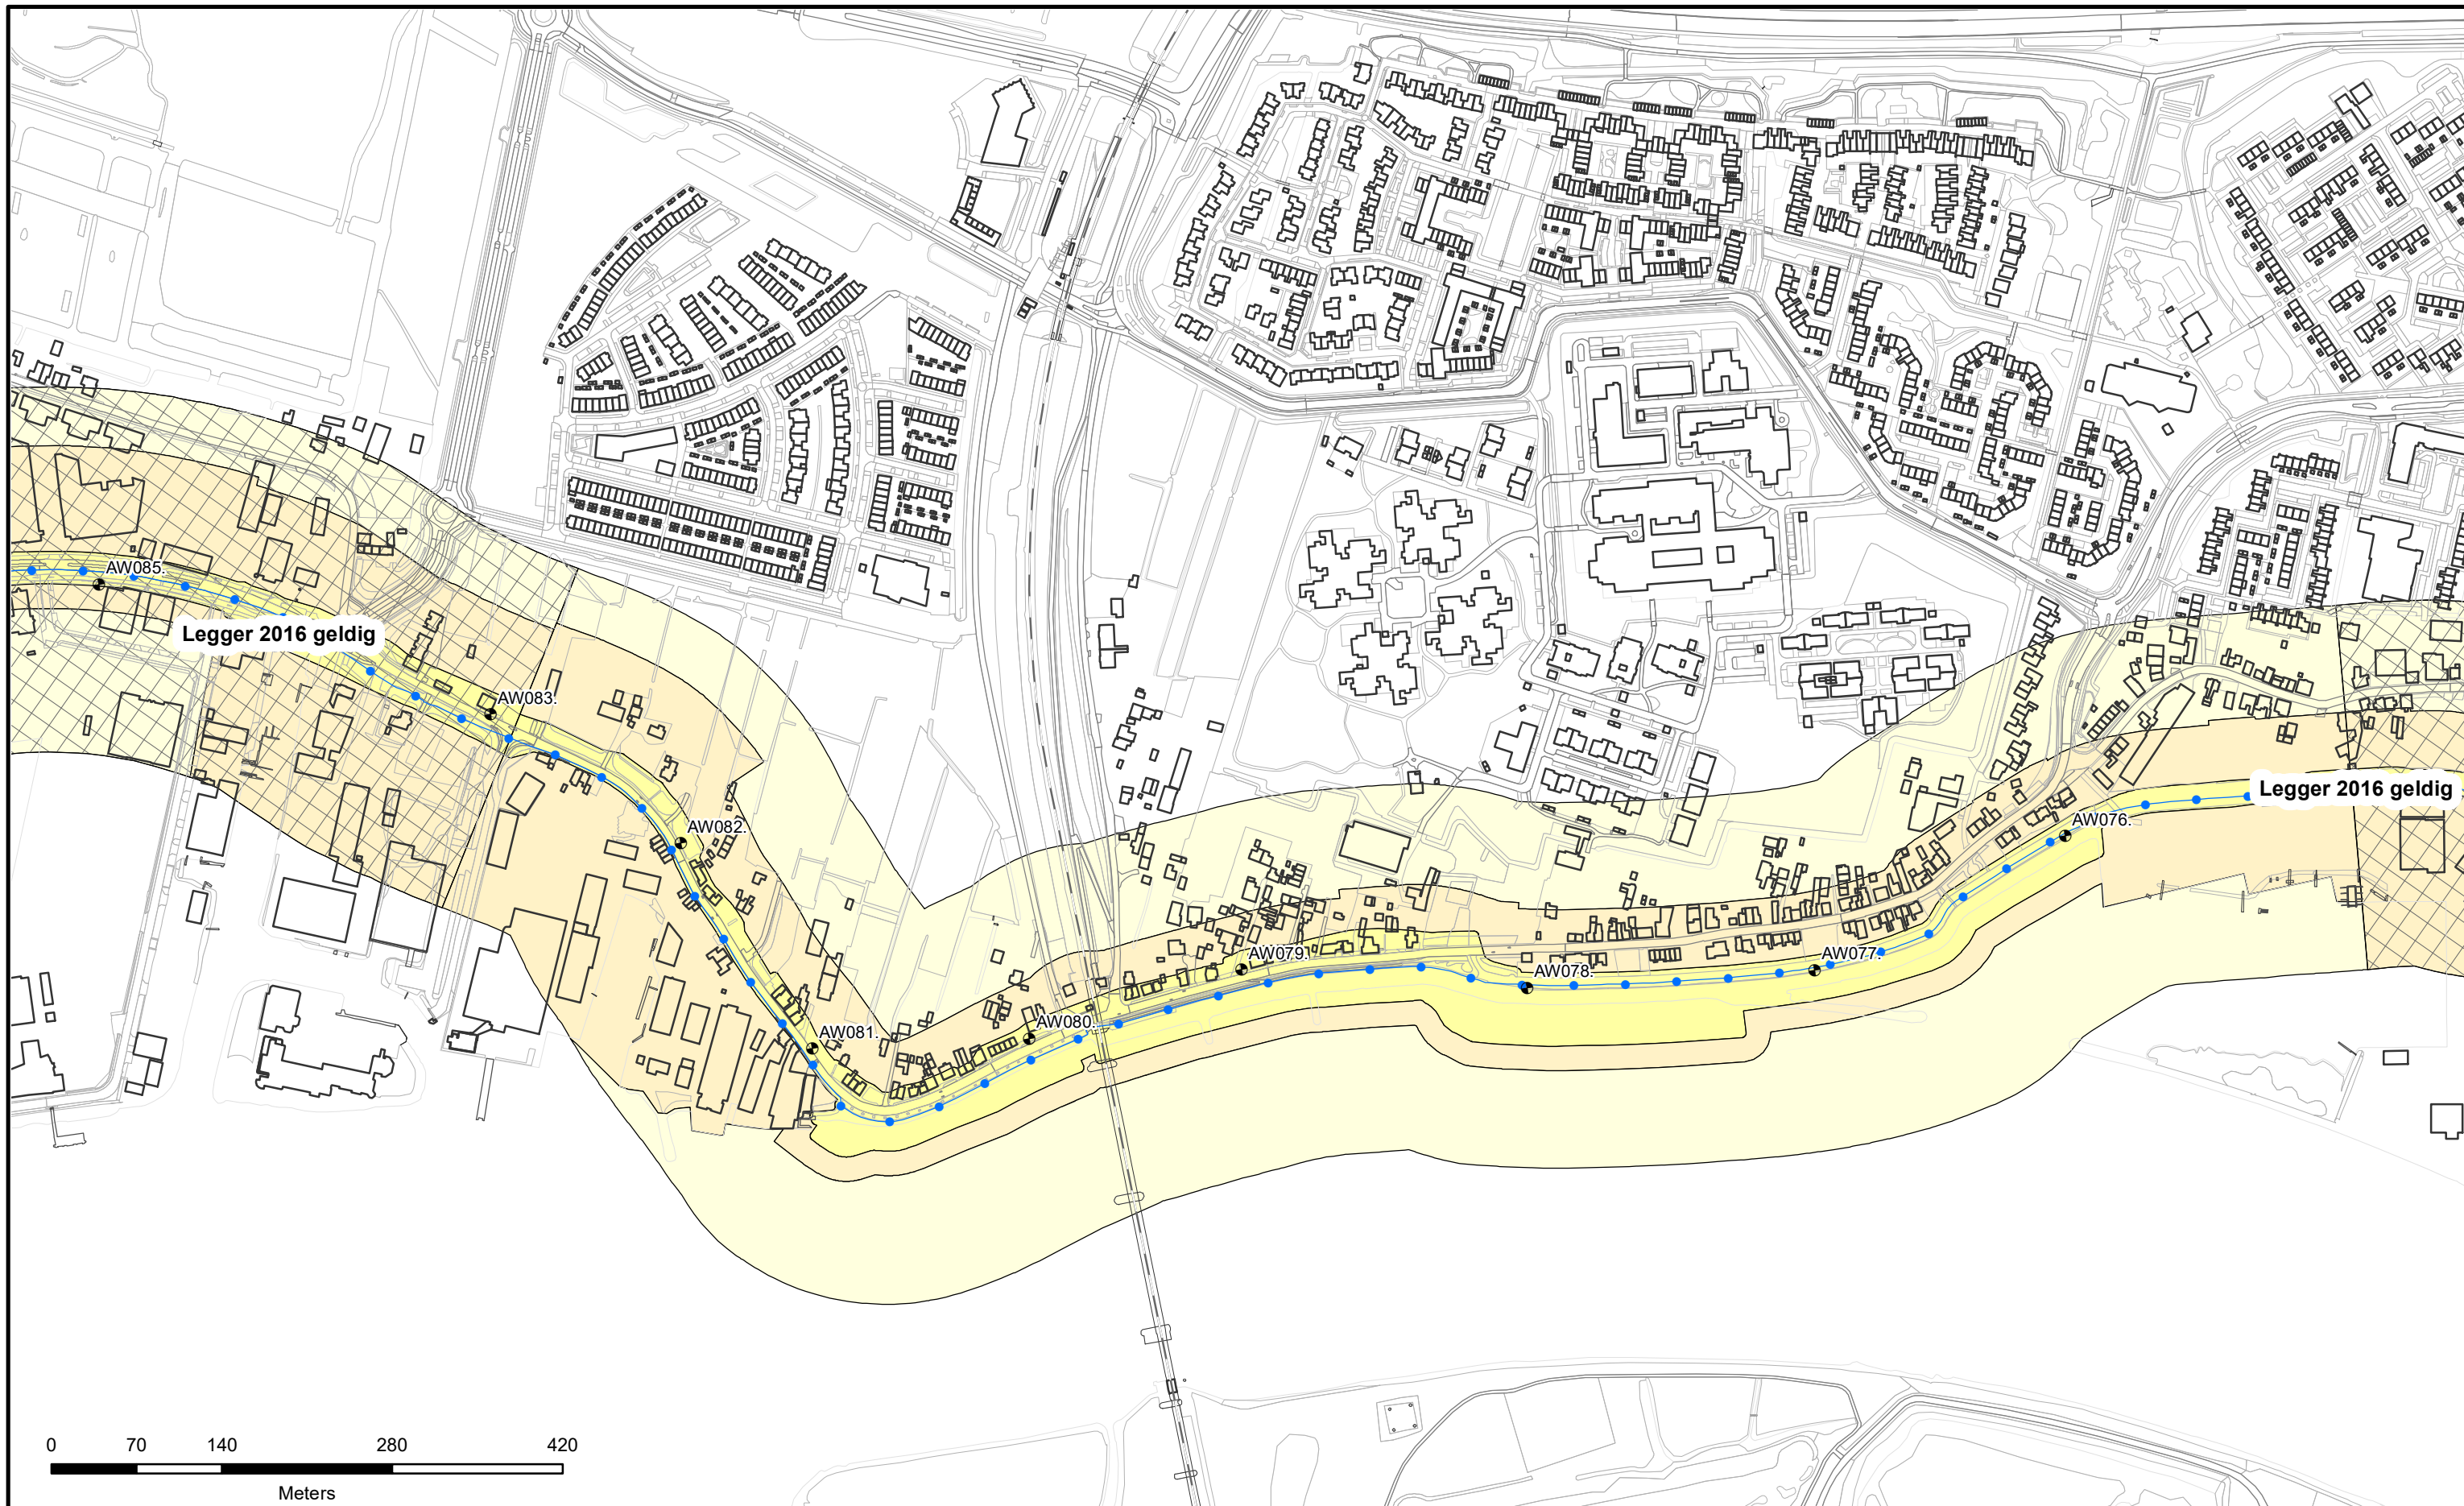 AW085.
Legger 2016 geldig
AW083.
AW082.
AW081.
AW080.
AW079.
AW078.
AW077.
AW076.
Legger 2016 geldig
0 70 140 280 420
Meters